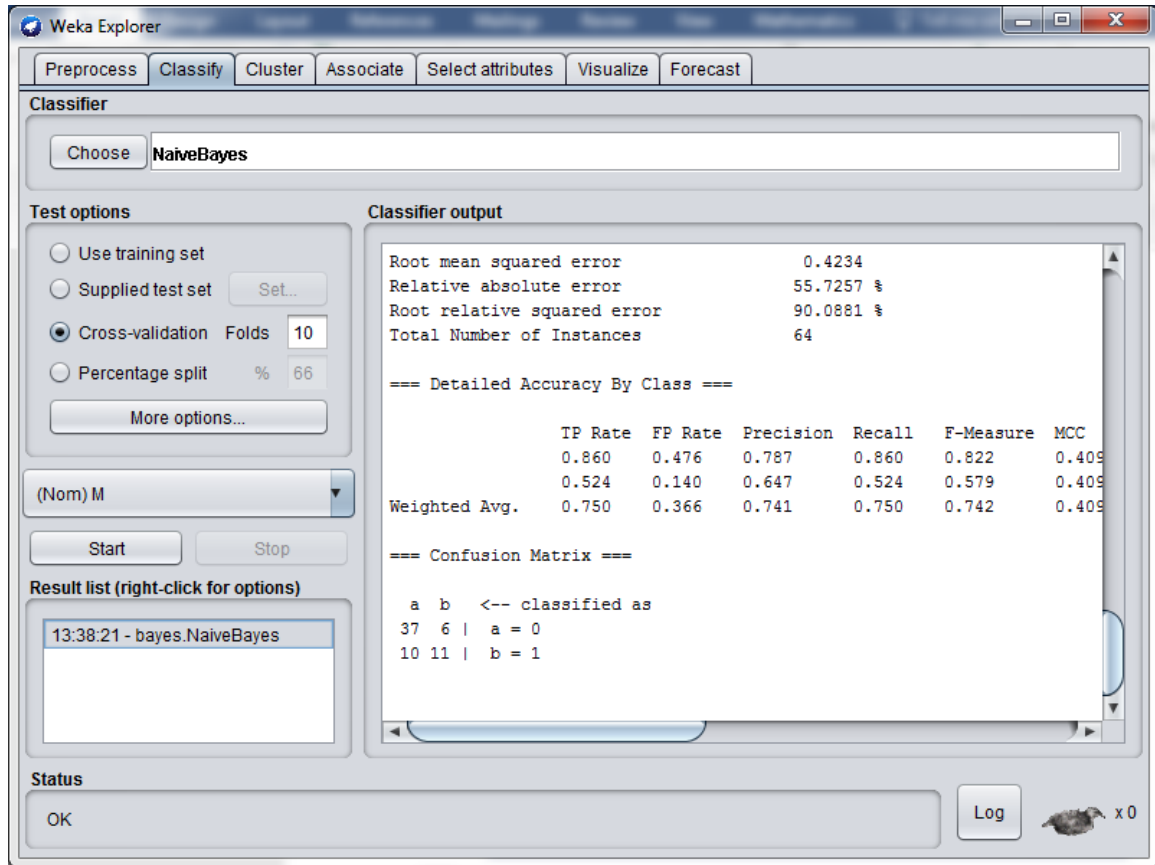 Weka Explorer
Preprocess Classify Cluster Associate Select attributes Visualize Forecast
Classifier
Choose NaiveBayes
Test options
Use training set
Supplied test set Set...
Cross-validation Folds 10
Percentage split % 66
More options...
(Nom) M
Start Stop
Result list (right-click for options)
13:38:21 - bayes.NaiveBayes
Classifier output
Root mean squared error 0.4234
Relative absolute error 55.7257 %
Root relative squared error 90.0881 %
Total Number of Instances 64
=== Detailed Accuracy By Class ===
TP Rate FP Rate Precision Recall F-Measure MCC
0.860 0.476 0.787 0.860 0.822 0.409
0.524 0.140 0.647 0.524 0.579 0.409
Weighted Avg. 0.750 0.366 0.741 0.750 0.742 0.409
=== Confusion Matrix ===
a b <-- classified as
37 6 | a = 0
10 11 | b = 1
Status
OK
Log x 0